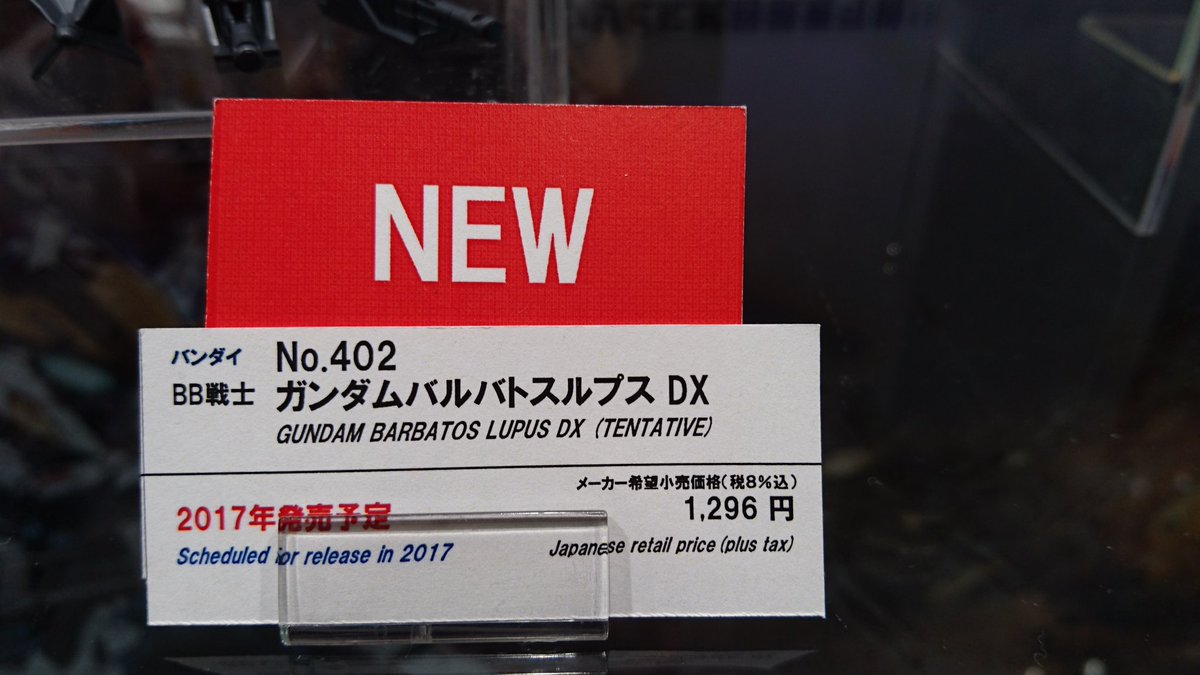 NEW
バンダイ No.402
BB戦士 ガンダムバルバトスルプス DX
GUNDAM BARBATOS LUPUS DX (TENTATIVE)
メーカー希望小売価格(税8%込)
2017年発売予定 1,296 円
Scheduled for release in 2017 Japanese retail price (plus tax)